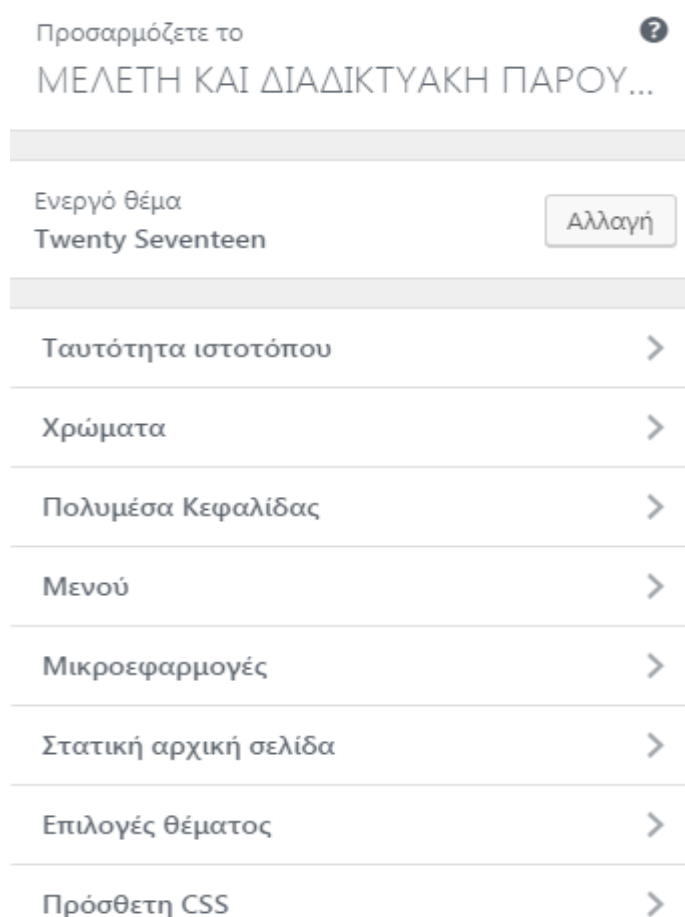 Προσαρμόζετε το
ΜΕΛΕΤΗ ΚΑΙ ΔΙΑΔΙΚΤΥΑΚΗ ΠΑΡΟΥ...
Ενεργό θέμα
Twenty Seventeen
Αλλαγή
Ταυτότητα ιστοτόπου
Χρώματα
Πολυμέσα Κεφαλίδας
Μενού
Μικροεφαρμογές
Στατική αρχική σελίδα
Επιλογές θέματος
Πρόσθετη CSS